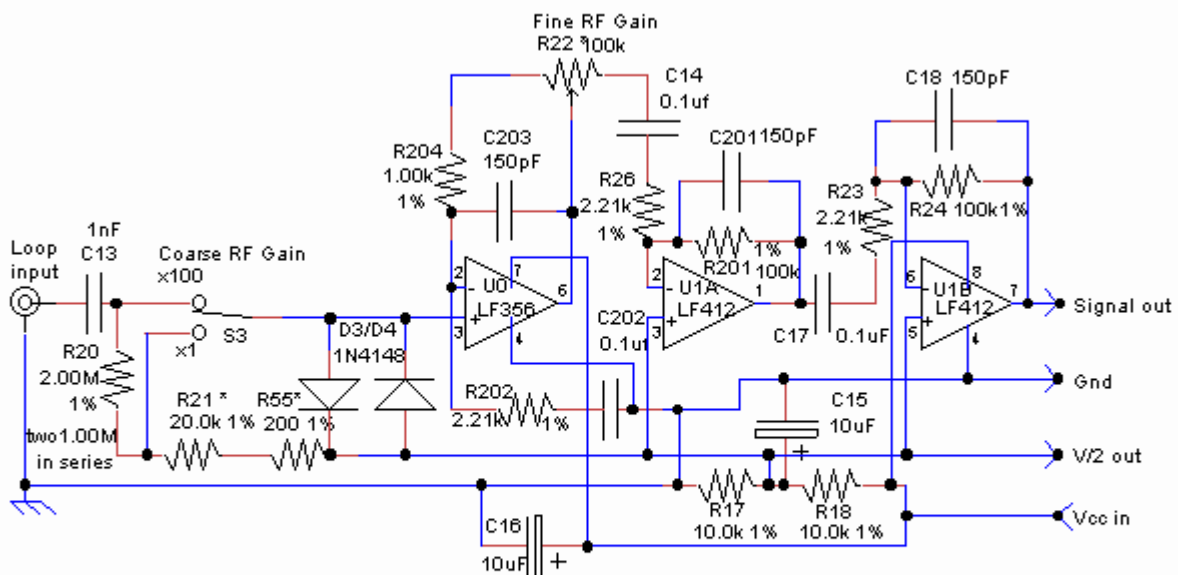 Fine RF Gain
R22 *100k
C14
0.1uf
C18 150pF
C203
150pF
C201 150pF
R204
1.00k
1%
R26
2.21k
1%
R23
2.21k
1%
R24 100k 1%
R201
1%
100k
Loop
input
1nF
C13
Coarse RF Gain
x100
x1
S3
R20
2.00M
1%
two 1.00M
in series
R21 *
20.0k 1%
R55*
200 1%
D3/D4
1N4148
2
-
+
3
7
U0
LF356
6
4
C202
0.1uf
R202
2.21k
1%
2
-
+
3
U1A
LF412
1
C17
0.1uF
6
-
+
5
8
U1B
LF412
7
4
Signal out
Gnd
C15
10uF
+
V/2 out
R17
10.0k 1%
R18
10.0k 1%
Vcc in
C16
10uF
+